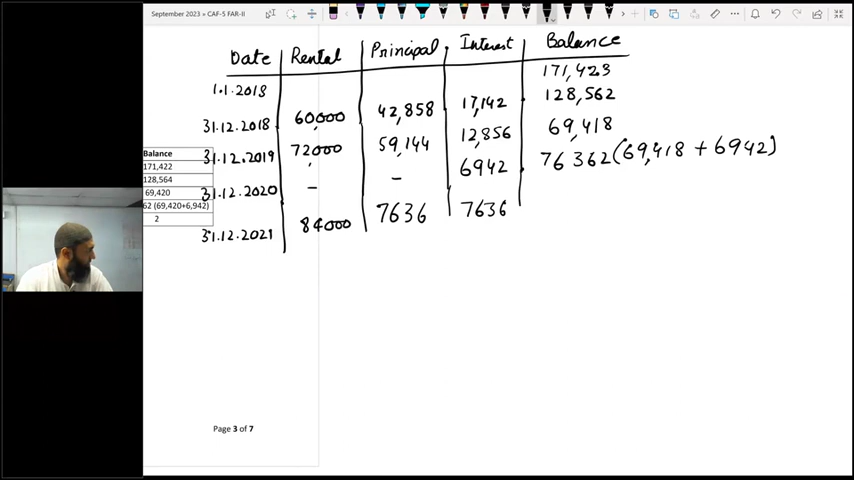 September 2023 » CAF-5 FAR-II
Date Rental Principal Interest Balance
1.1.2018 171,423
31.12.2018 60,000 42,858 17,142 128,562
31.12.2019 72,000 59,144 12,856 69,418
31.12.2020 - - 6942 76362(69,418 + 6942)
31.12.2021 84000 7636 7636
Balance
171,422
128,564
69,420
62 (69,420+6,942)
2
Page 3 of 7